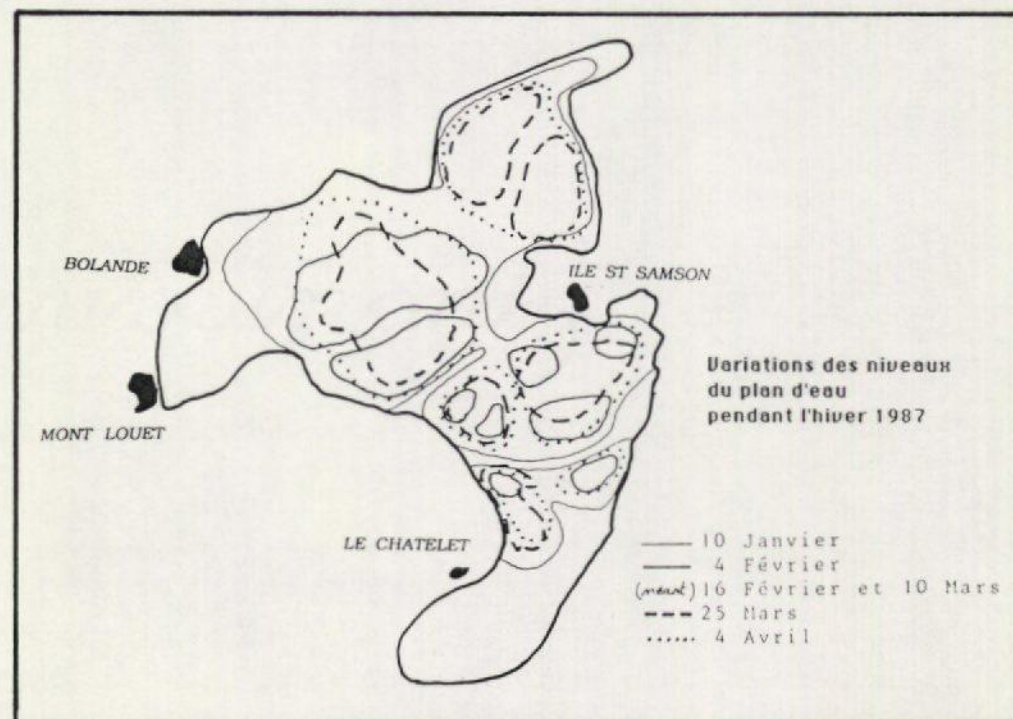 BOLANDE
ILE ST SAMSON
MONT LOUET
Variations des niveaux
du plan d'eau
pendant l'hiver 1987
LE CHATELET
10 Janvier
4 Février
(néant) 16 Février et 10 Mars
25 Mars
4 Avril